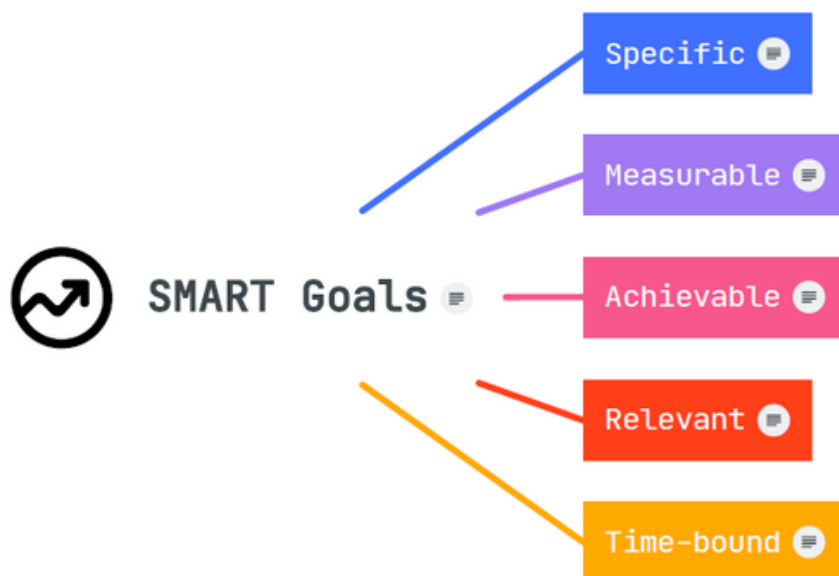 SMART Goals
Specific
Measurable
Achievable
Relevant
Time-bound